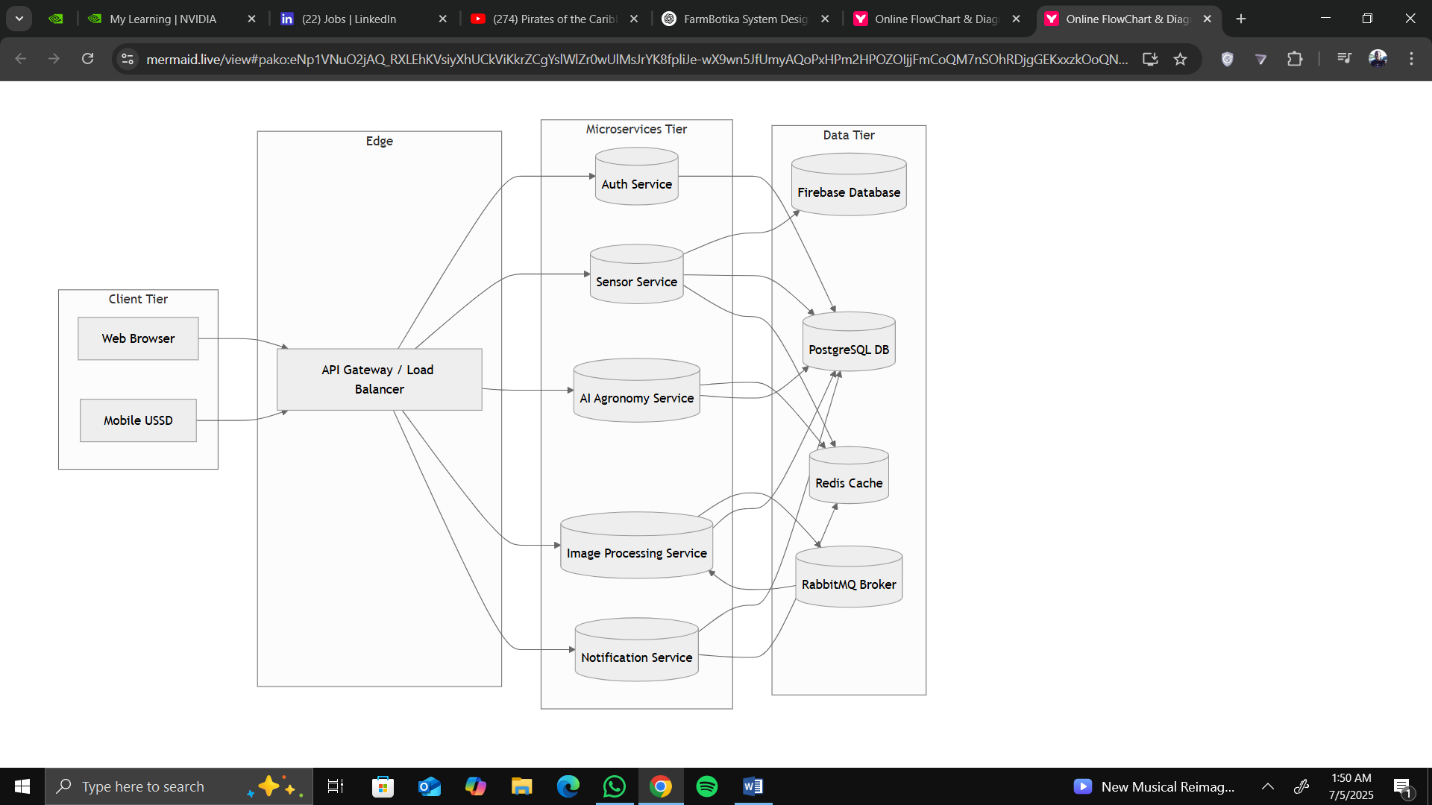 My Learning | NVIDIA
(22) Jobs | LinkedIn
(274) Pirates of the Carib
FarmBotika System Desig
Online FlowChart & Diag
Online FlowChart & Diag
mermaid.live/view#pako:eNp1VNuO2jAQ_RXLEhKVsiyXhUCkViKkrZCgYslWlZr0wUlMsJrYK8fpliJe-wX9wn5JfUmyAQoPxHPm2HPOZOljjFmCoQM7nSOhRDjgGEKxxzkOoQN...
Client Tier
Web Browser
Mobile USSD
Edge
API Gateway / Load
Balancer
Microservices Tier
Auth Service
Sensor Service
AI Agronomy Service
Image Processing Service
Notification Service
Data Tier
Firebase Database
PostgreSQL DB
Redis Cache
RabbitMQ Broker
Type here to search
New Musical Reimag...
1:50 AM
7/5/2025
1